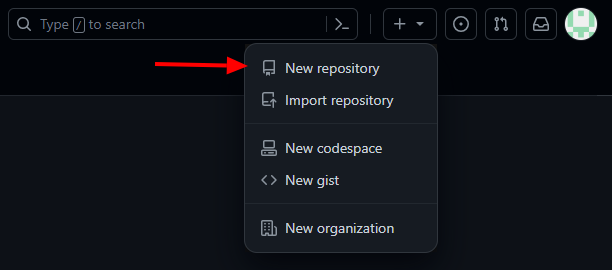 Type / to search
New repository
Import repository
New codespace
New gist
New organization